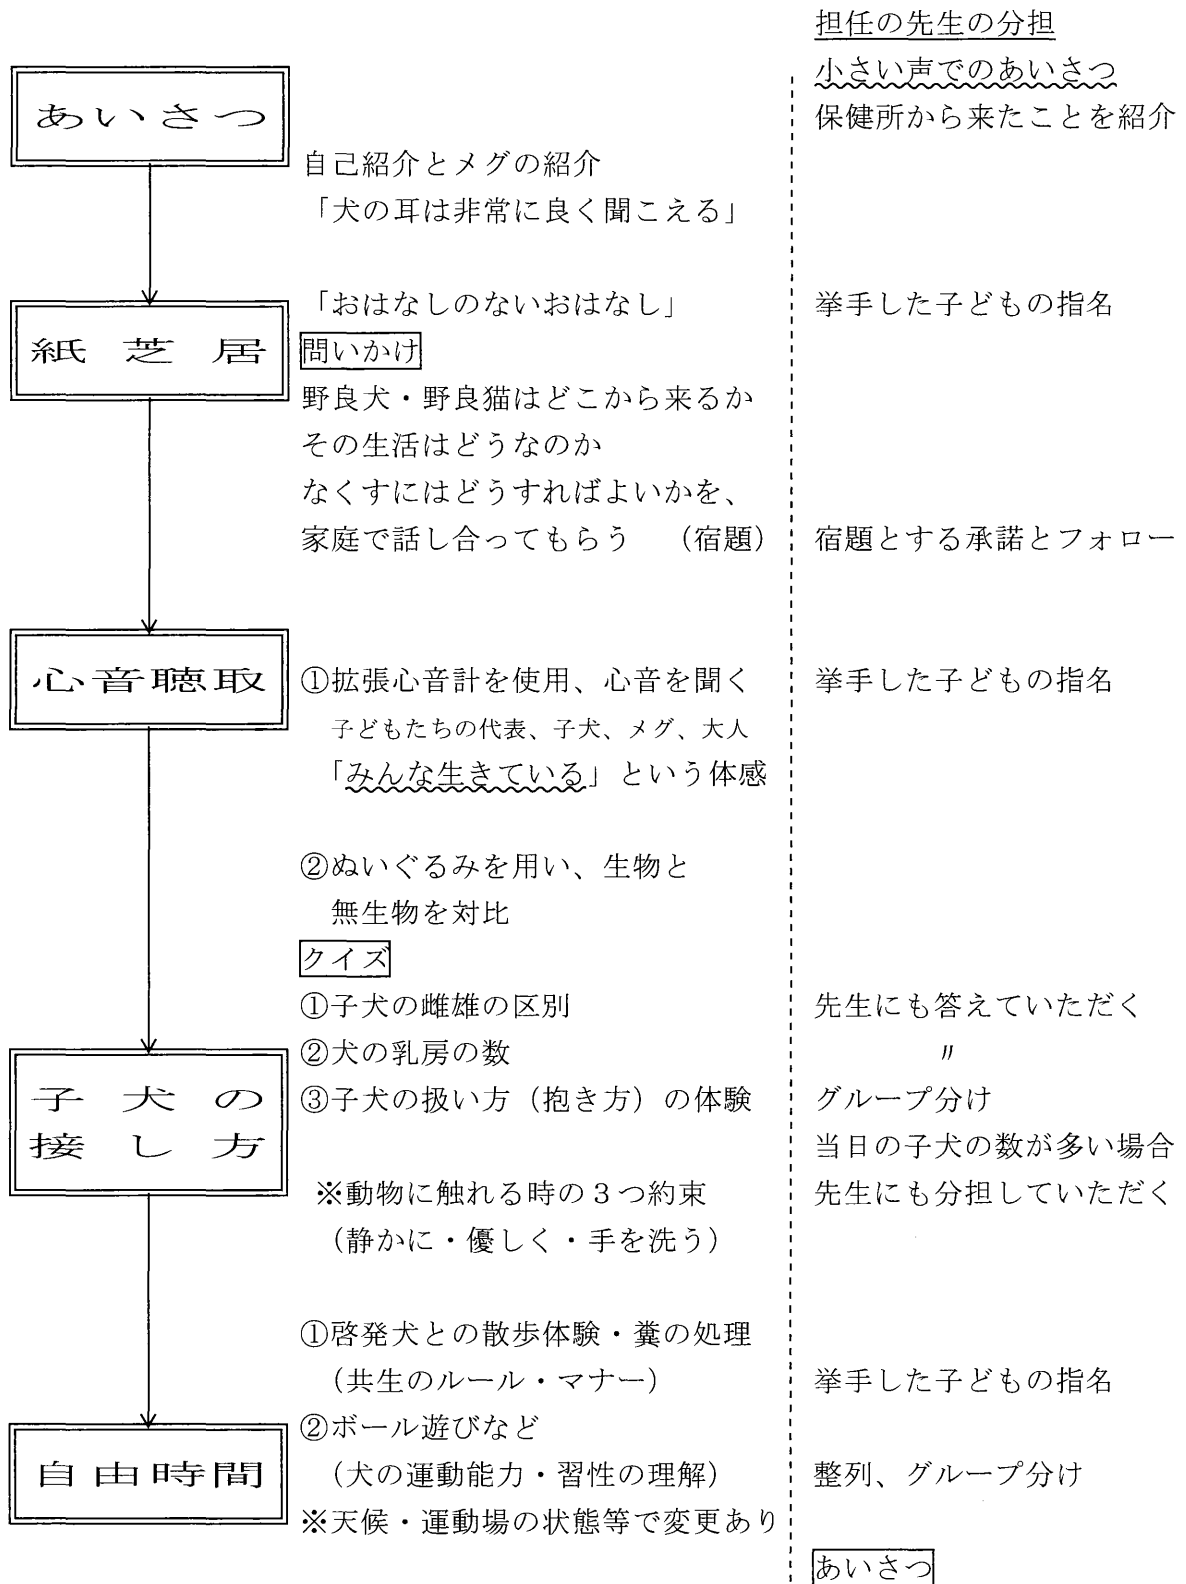 担任の先生の分担
小さい声でのあいさつ
あいさつ
保健所から来たことを紹介
自己紹介とメグの紹介
「犬の耳は非常に良く聞こえる」
「おはなしのないおはなし」
挙手した子どもの指名
紙芝居
問いかけ
野良犬・野良猫はどこから来るか
その生活はどうなのか
なくすにはどうすればよいかを、
家庭で話し合ってもらう （宿題）
宿題とする承諾とフォロー
心音聴取
①拡張心音計を使用、心音を聞く
挙手した子どもの指名
子どもたちの代表、子犬、メグ、大人
「みんな生きている」という体感
②ぬいぐるみを用い、生物と
無生物を対比
クイズ
①子犬の雌雄の区別
先生にも答えていただく
②犬の乳房の数
〃
子犬の
接し方
③子犬の扱い方（抱き方）の体験
グループ分け
当日の子犬の数が多い場合
※動物に触れる時の３つ約束
先生にも分担していただく
（静かに・優しく・手を洗う）
①啓発犬との散歩体験・糞の処理
（共生のルール・マナー）
挙手した子どもの指名
②ボール遊びなど
自由時間
（犬の運動能力・習性の理解）
整列、グループ分け
※天候・運動場の状態等で変更あり
あいさつ